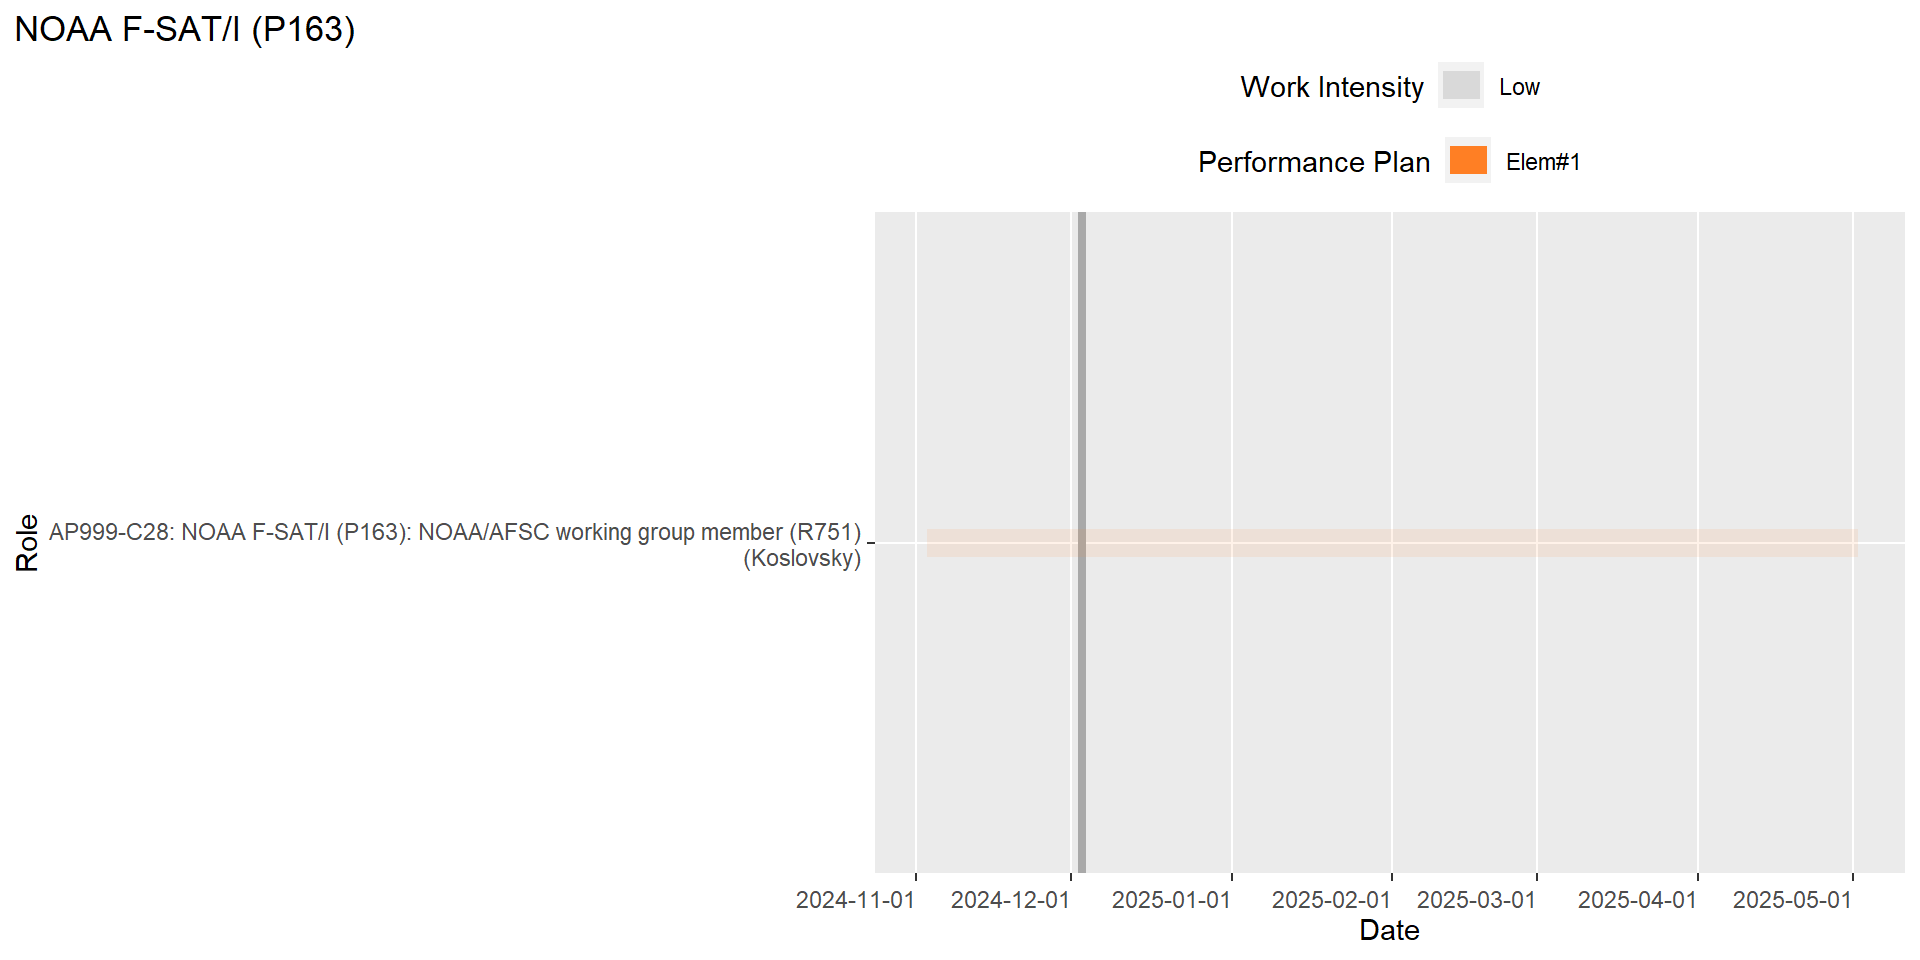 NOAA F-SAT/I (P163)
Work Intensity Low
Performance Plan Elem#1
Role
AP999-C28: NOAA F-SAT/I (P163): NOAA/AFSC working group member (R751)
(Koslovsky)
2024-11-01 2024-12-01 2025-01-01 2025-02-01 2025-03-01 2025-04-01 2025-05-01
Date